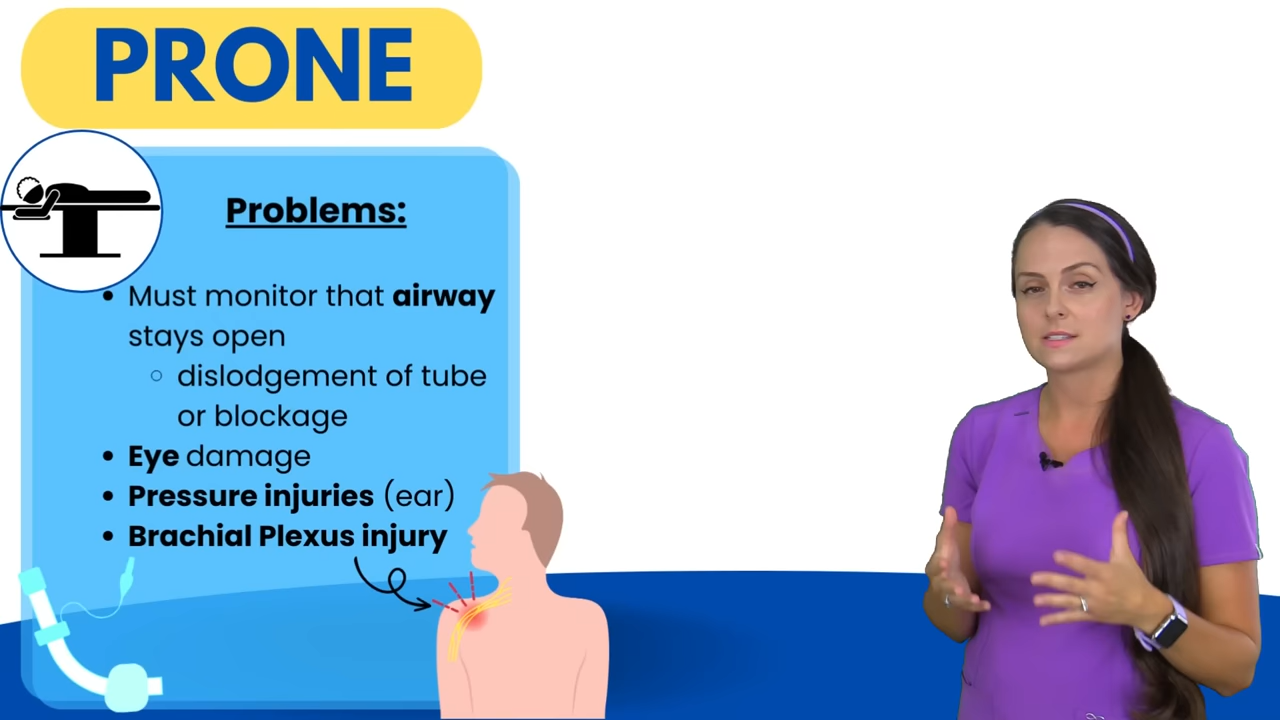 PRONE
Problems:
• Must monitor that airway
stays open
○ dislodgement of tube
or blockage
• Eye damage
• Pressure injuries (ear)
• Brachial Plexus injury